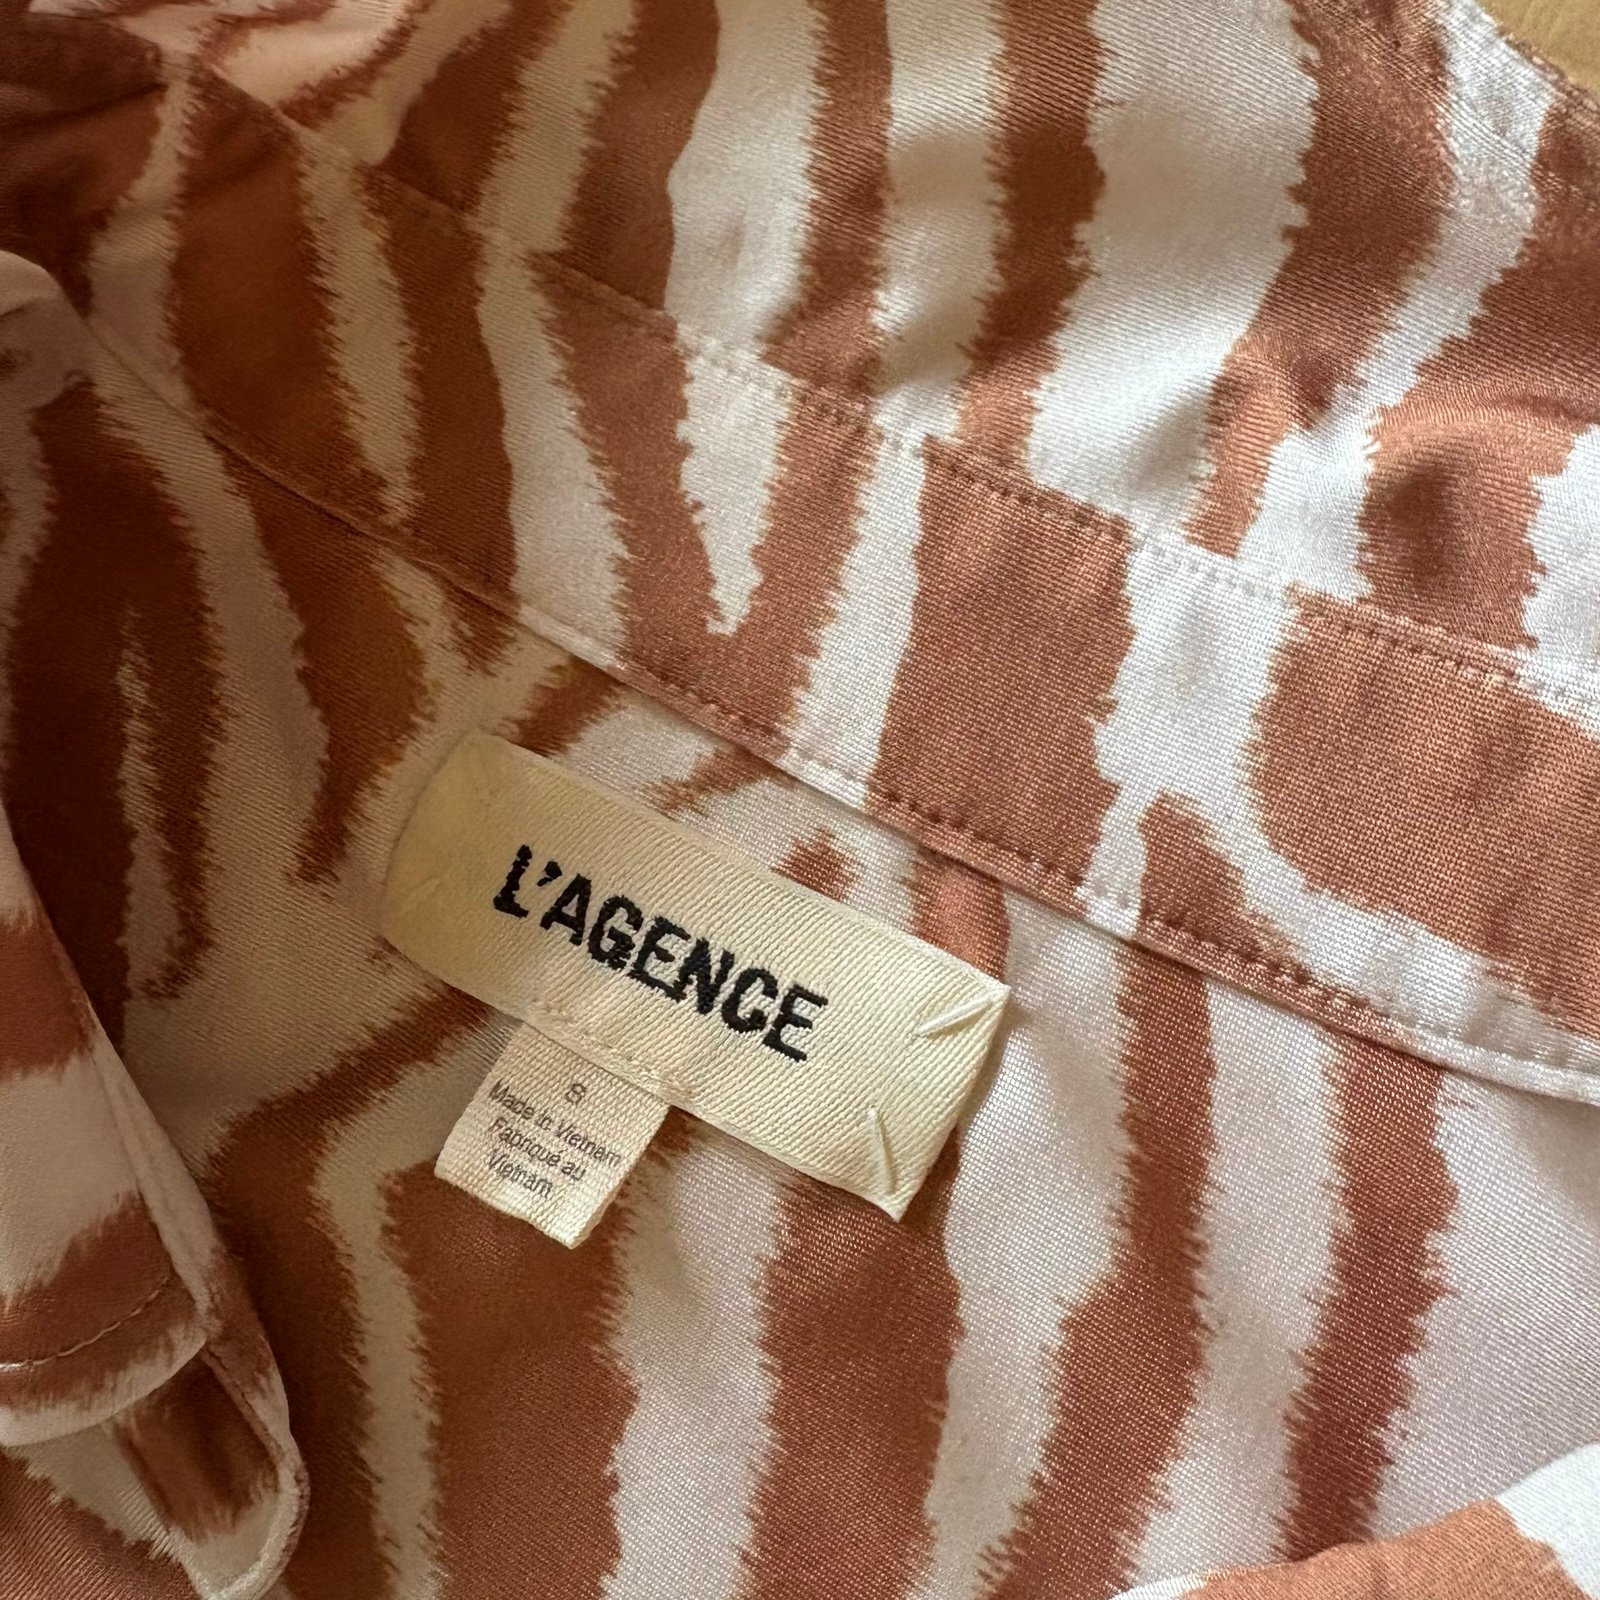 L'AGENCE
S
Made in Vietnam
Fabriqué au
Vietnam